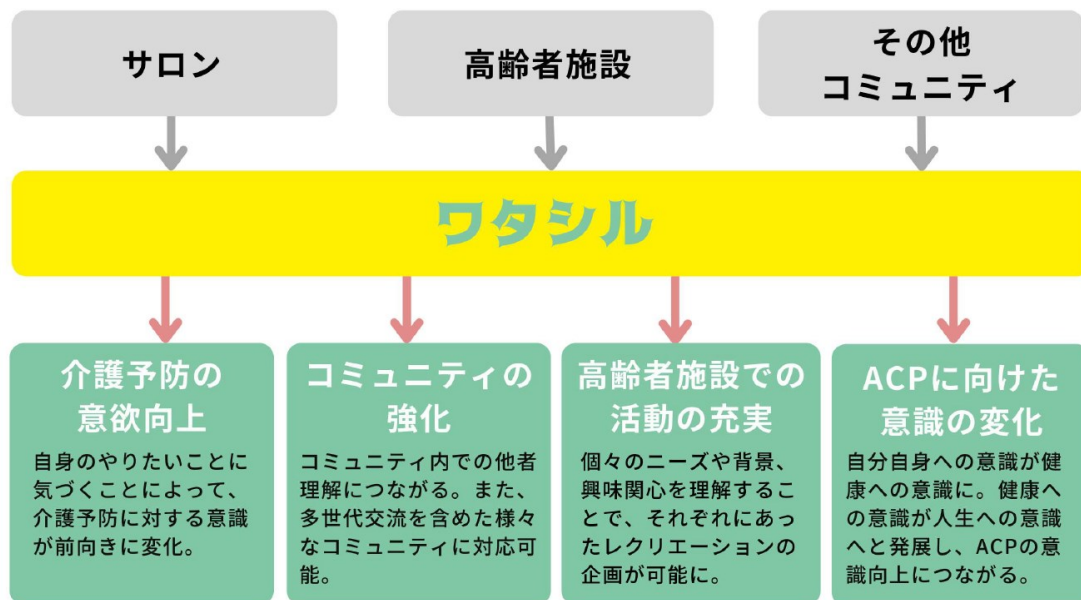 サロン
高齢者施設
その他
コミュニティ
ワタシル
介護予防の
意欲向上
自身のやりたいことに
気づくことによって、
介護予防に対する意識
が前向きに変化。
コミュニティの
強化
コミュニティ内での他者
理解につながる。また、
多世代交流を含めた様々
なコミュニティに対応可
能。
高齢者施設での
活動の充実
個々のニーズや背景、
興味関心を理解するこ
とで、それぞれにあっ
たレクリエーションの
企画が可能に。
ACPに向けた
意識の変化
自分自身への意識が健
康への意識に。健康へ
の意識が人生への意識
へと発展し、ACPの意
識向上につながる。